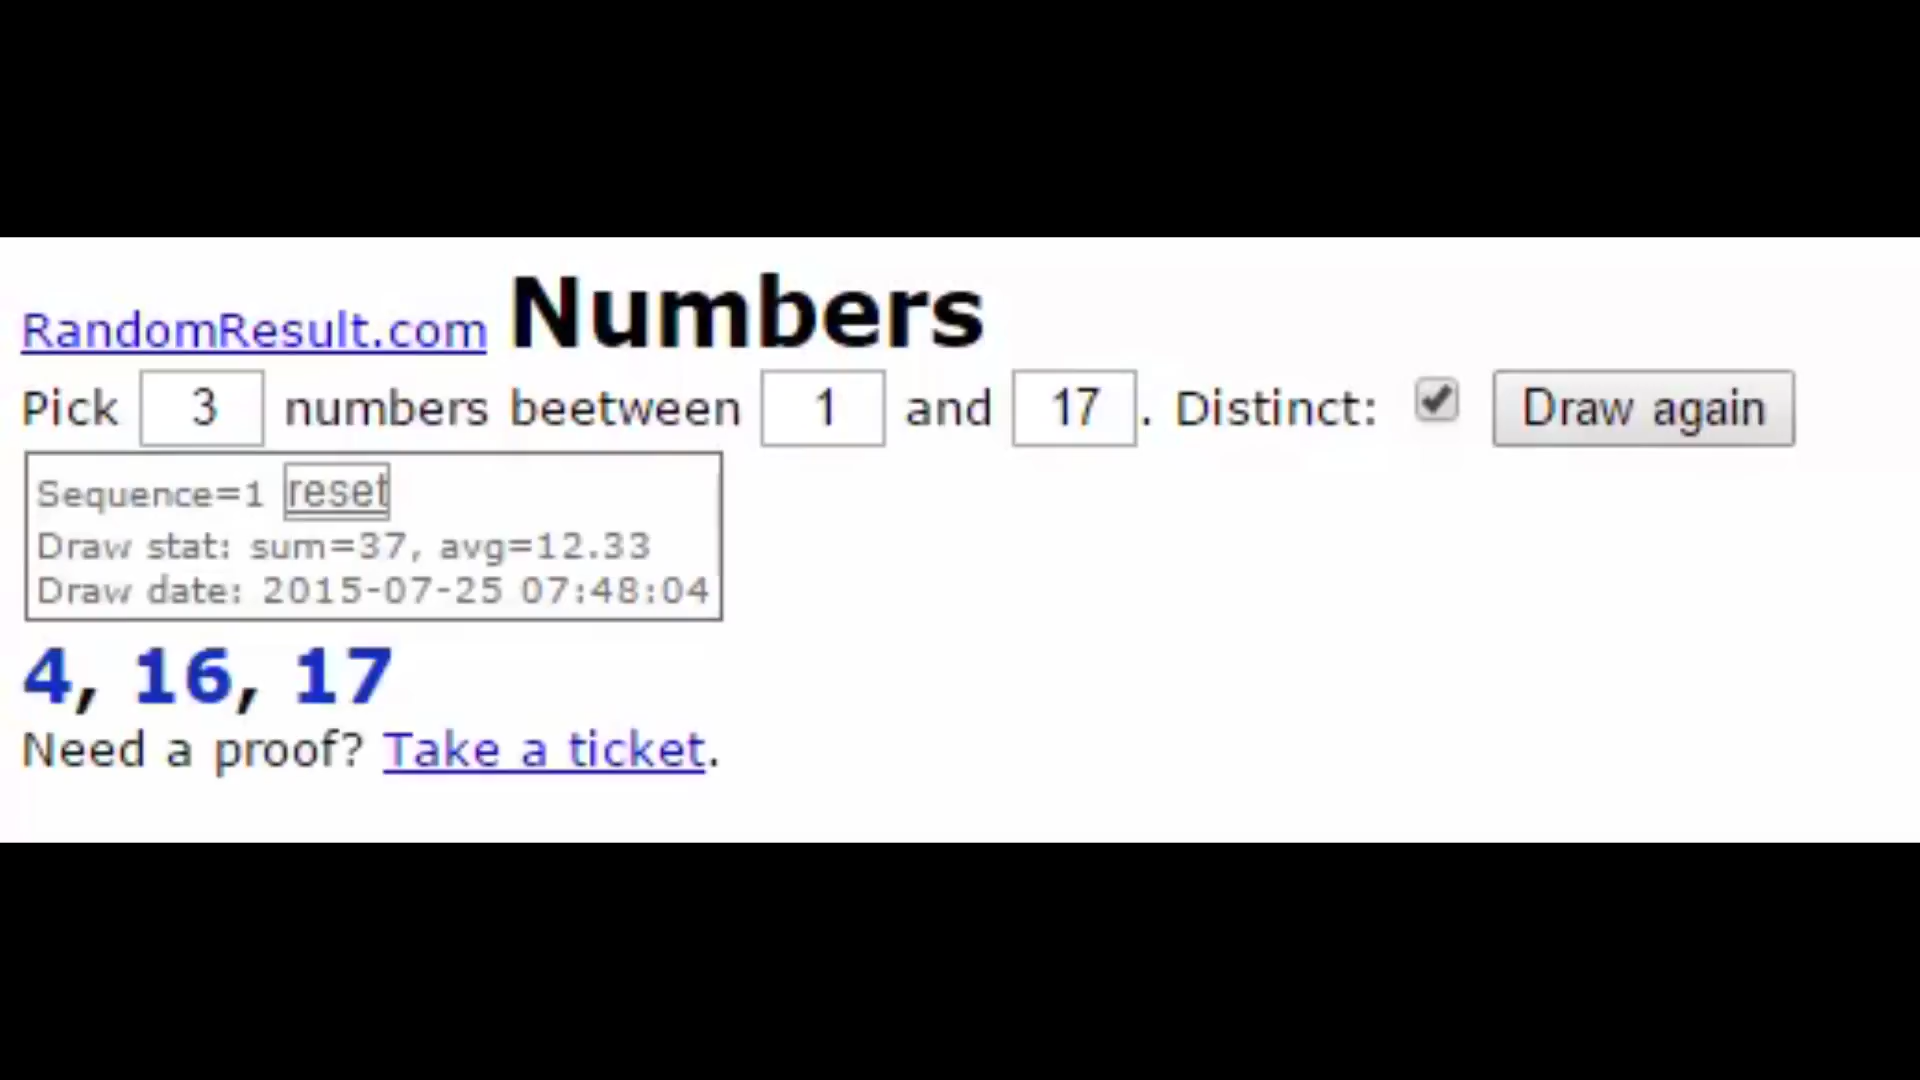 RandomResult.com Numbers
Pick 3 numbers beetween 1 and 17. Distinct: Draw again
Sequence=1 reset
Draw stat: sum=37, avg=12.33
Draw date: 2015-07-25 07:48:04
4, 16, 17
Need a proof? Take a ticket.